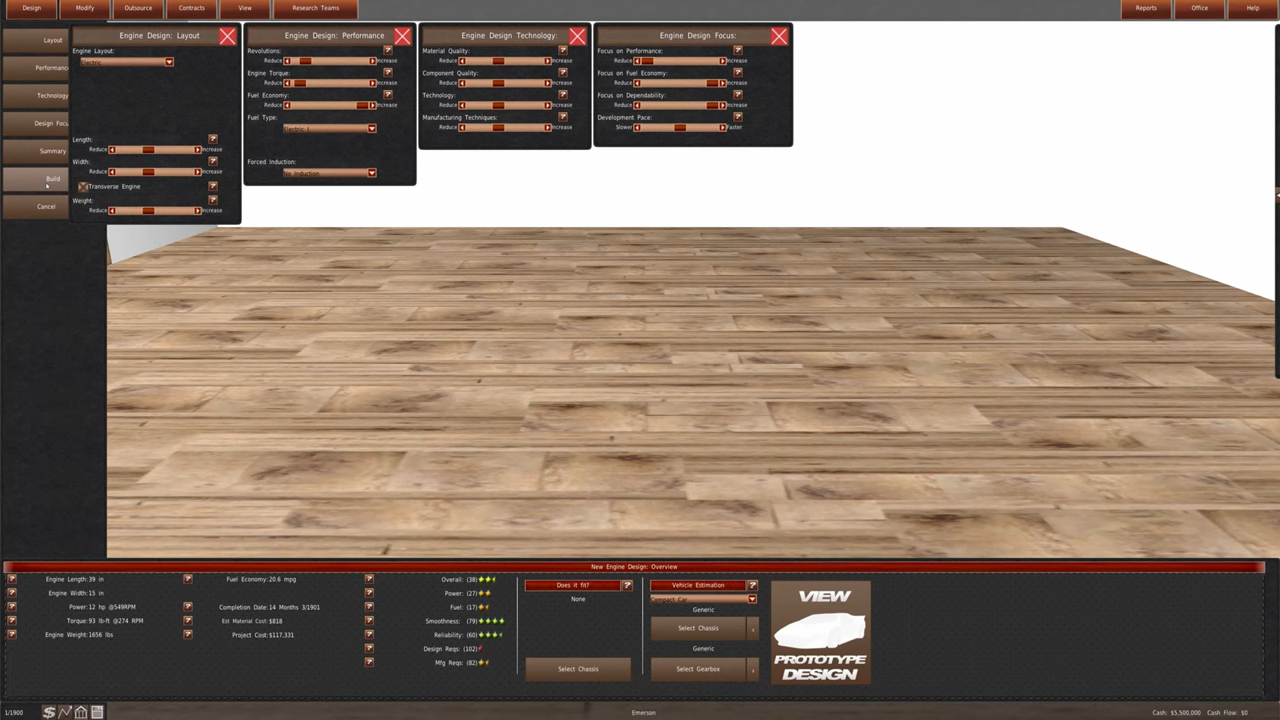 Design Modify Outsource Contracts View Research Teams Reports Office Help
Layout
Performanc
Technology
Design Focu
Summary
Build
Cancel
Engine Design: Layout
Engine Layout:
Electric
Length:
Reduce Increase
Width:
Reduce Increase
Transverse Engine
Weight:
Reduce Increase
Engine Design: Performance
Revolutions:
Reduce Increase
Engine Torque:
Reduce Increase
Fuel Economy:
Reduce Increase
Fuel Type:
Electric I
Forced Induction:
No Induction
Engine Design Technology:
Material Quality:
Reduce Increase
Component Quality:
Reduce Increase
Technology:
Reduce Increase
Manufacturing Techniques:
Reduce Increase
Engine Design Focus:
Focus on Performance:
Reduce Increase
Focus on Fuel Economy:
Reduce Increase
Focus on Dependability:
Reduce Increase
Development Pace:
Slower Faster
New Engine Design: Overview
Engine Length:39 in
Engine Width:15 in
Power:12 hp @549RPM
Torque:93 lb-ft @274 RPM
Engine Weight:1656 lbs
Fuel Economy:20.6 mpg
Completion Date:14 Months 3/1901
Est Material Cost:$818
Project Cost:$117,331
Overall: (38)
Power: (27)
Fuel: (17)
Smoothness: (79)
Reliability: (60)
Design Reqs: (102)
Mfg Reqs: (82)
Does it fit? ?
None
Select Chassis
Vehicle Estimation ?
Compact Car
Generic
Select Chassis
Generic
Select Gearbox
VIEW
PROTOTYPE
DESIGN
1/1900 Emerson Cash: $5,500,000 Cash Flow: $0